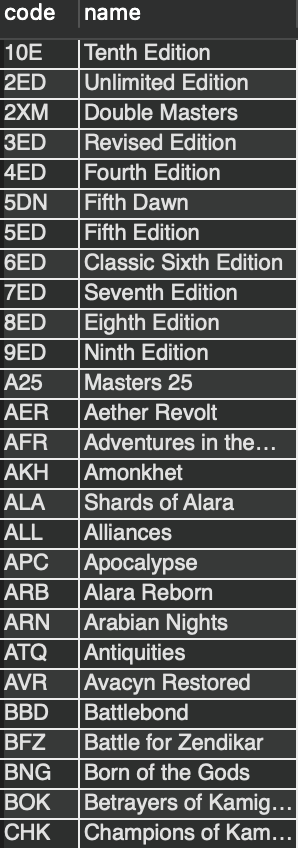 code name
10E Tenth Edition
2ED Unlimited Edition
2XM Double Masters
3ED Revised Edition
4ED Fourth Edition
5DN Fifth Dawn
5ED Fifth Edition
6ED Classic Sixth Edition
7ED Seventh Edition
8ED Eighth Edition
9ED Ninth Edition
A25 Masters 25
AER Aether Revolt
AFR Adventures in the…
AKH Amonkhet
ALA Shards of Alara
ALL Alliances
APC Apocalypse
ARB Alara Reborn
ARN Arabian Nights
ATQ Antiquities
AVR Avacyn Restored
BBD Battlebond
BFZ Battle for Zendikar
BNG Born of the Gods
BOK Betrayers of Kamig…
CHK Champions of Kam…